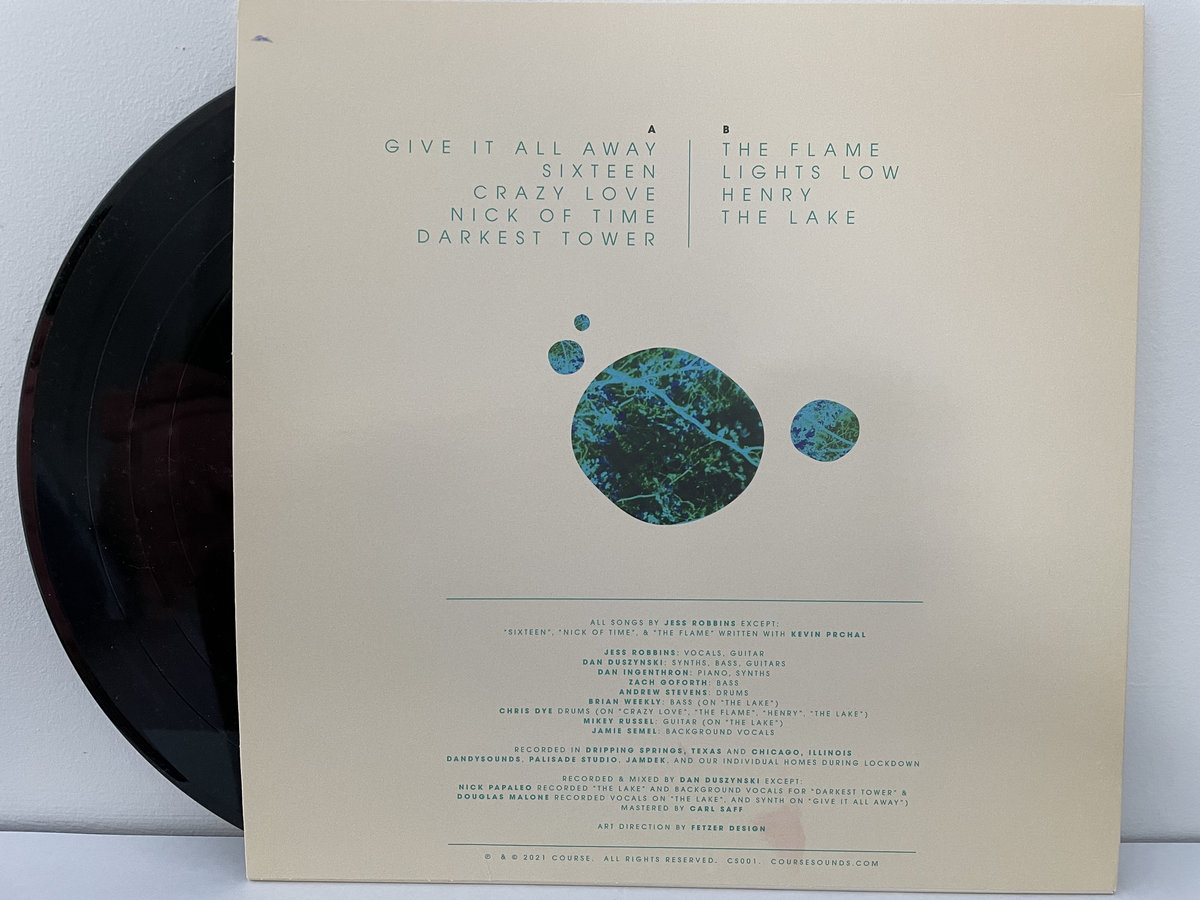 A
GIVE IT ALL AWAY
SIXTEEN
CRAZY LOVE
NICK OF TIME
DARKEST TOWER
B
THE FLAME
LIGHTS LOW
HENRY
THE LAKE
ALL SONGS BY JESS ROBBINS EXCEPT:
"SIXTEEN", "NICK OF TIME", & "THE FLAME" WRITTEN WITH KEVIN PRCHAL
JESS ROBBINS: VOCALS, GUITAR
DAN DUSZYNSKI: SYNTHS, BASS, GUITARS
DAN INGENTHRON: PIANO, SYNTHS
ZACH GOFORTH: BASS
ANDREW STEVENS: DRUMS
BRIAN WEEKLY: BASS (ON "THE LAKE")
CHRIS DYE DRUMS (ON "CRAZY LOVE", "THE FLAME", "HENRY", "THE LAKE")
MIKEY RUSSEL: GUITAR (ON "THE LAKE")
JAMIE SEMEL: BACKGROUND VOCALS
RECORDED IN DRIPPING SPRINGS, TEXAS AND CHICAGO, ILLINOIS
DANDYSOUNDS, PALISADE STUDIO, JAMDEK, AND OUR INDIVIDUAL HOMES DURING LOCKDOWN
RECORDED & MIXED BY DAN DUSZYNSKI EXCEPT:
NICK PAPALEO RECORDED "THE LAKE" AND BACKGROUND VOCALS FOR "DARKEST TOWER" &
DOUGLAS MALONE RECORDED VOCALS ON "THE LAKE", AND SYNTH ON "GIVE IT ALL AWAY")
MASTERED BY CARL SAFF
ART DIRECTION BY FETZER DESIGN
℗ & © 2021 COURSE. ALL RIGHTS RESERVED. CS001. COURSESOUNDS.COM